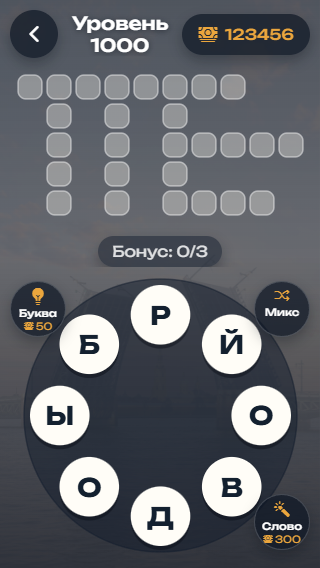 Уровень
1000
123456
Бонус: 0/3
Буква
50
Микс
Р
Б
Й
Ы
О
О
В
Д
Слово
300